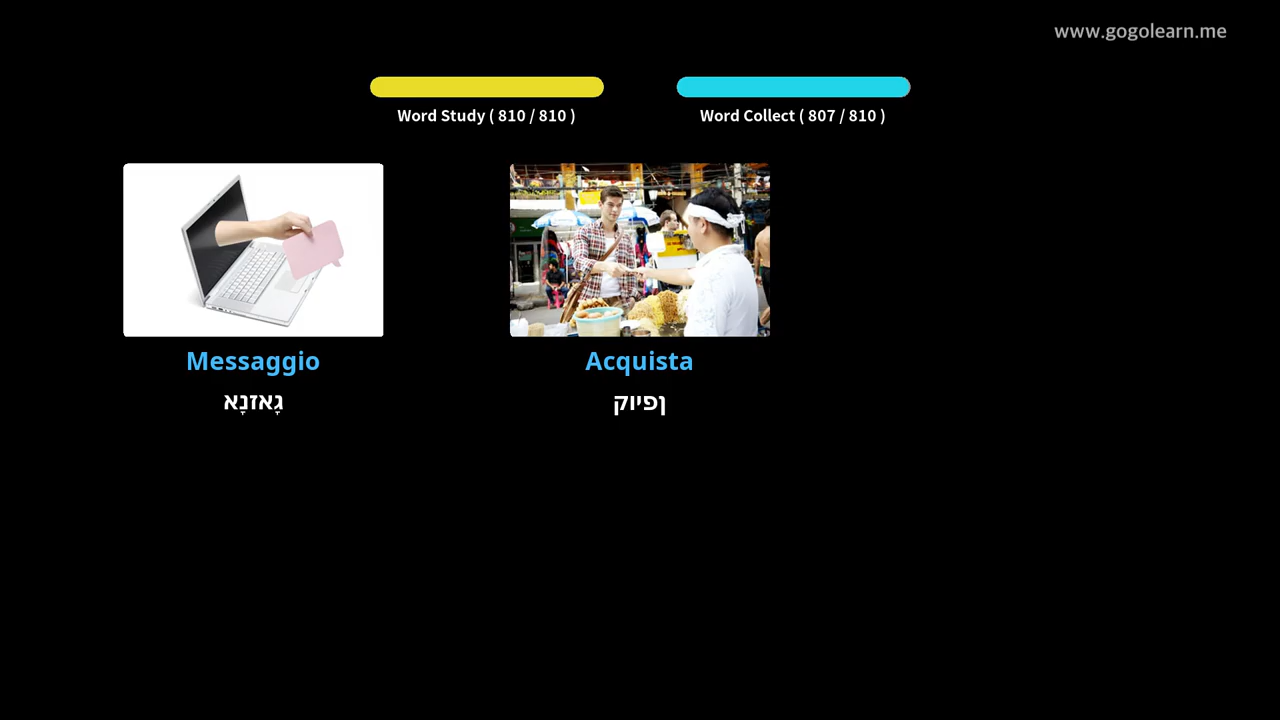 www.gogolearn.me
Word Study ( 810 / 810 )
Word Collect ( 807 / 810 )
Messaggio
גָאזנָא
Acquista
ןפיוק